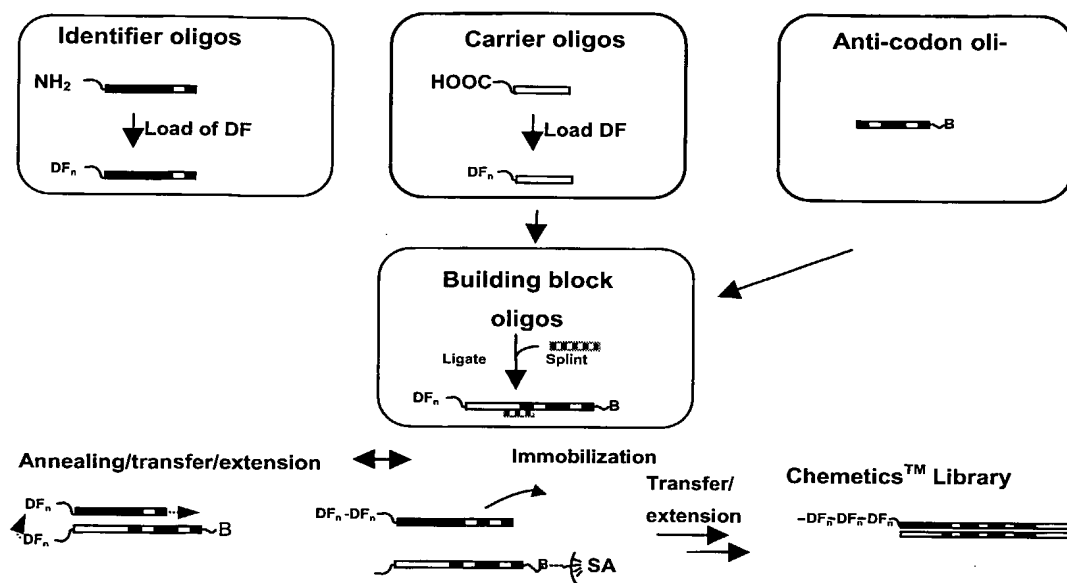 Identifier oligos
NH₂
Load of DF
DFₙ
Carrier oligos
HOOC
Load DF
DFₙ
Anti-codon oli-
B
Building block
oligos
Ligate
Splint
DFₙ
B
Annealing/transfer/extension
DFₙ
DFₙ
B
Immobilization
DFₙ-DFₙ
B
SA
Transfer/
extension
Chemetics™ Library
–DFₙ-DFₙ-DFₙ